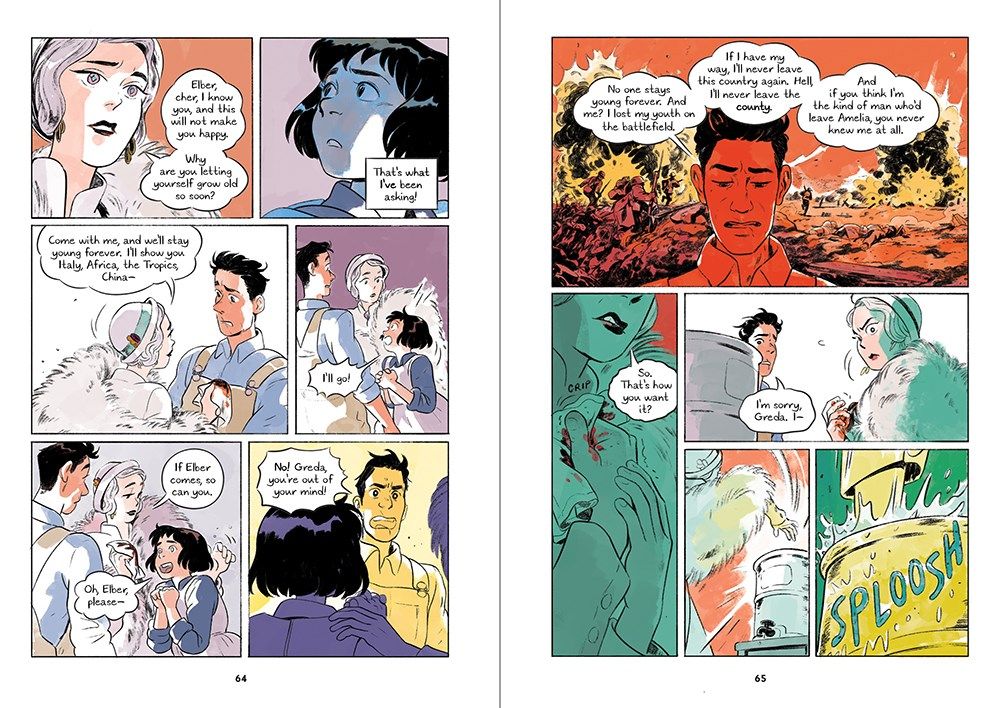 Elber,
cher, I know
you, and this
will not make
you happy.
Why
are you letting
yourself grow old
so soon?
That's what
I've been
asking!
Come with me, and we'll stay
young forever. I'll show you
Italy, Africa, the Tropics,
China—
I'll go!
If Elber
comes, so
can you.
Oh, Elber,
please—
No! Greda,
you're out of
your mind!
64
No one stays
young forever. And
me? I lost my youth on
the battlefield.
If I have my
way, I'll never leave
this country again. Hell,
I'll never leave the
county.
And
if you think I'm
the kind of man who'd
leave Amelia, you never
knew me at all.
GRIP
So.
That's how
you want
it?
I'm sorry,
Greda. I—
SPLOOSH
65